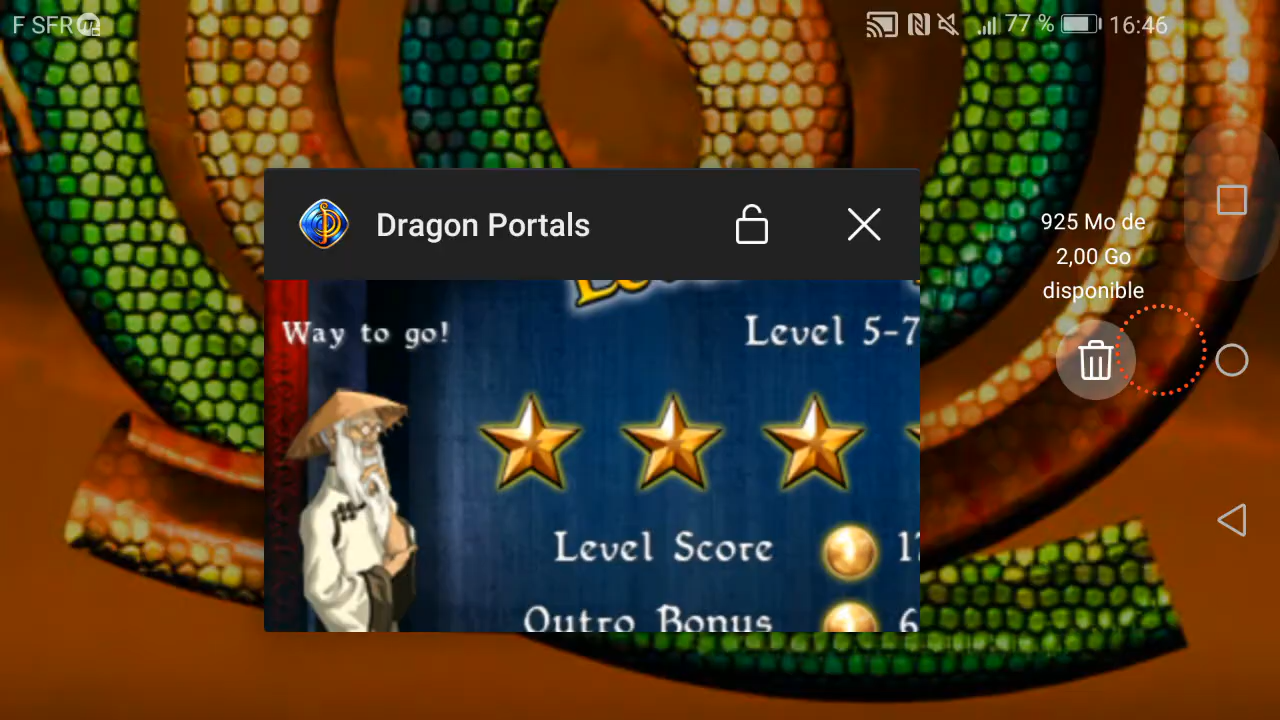 F SFR
77 % 16:46
Dragon Portals
925 Mo de
2,00 Go
disponible
Way to go!
Level 5-7
Level Score
Outro Bonus 6